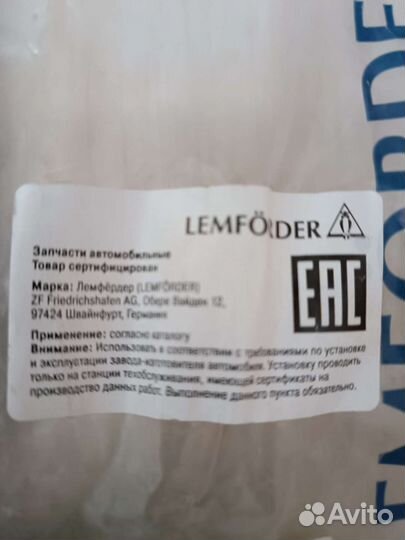 LEMFÖRDER
Запчасти автомобильные
Товар сертифицирован
EAC
Марка: Лемфёрдер (LEMFÖRDER)
ZF Friedrichshafen AG, Обере Вайден 12,
97424 Швайнфурт, Германия
Применение: согласно каталогу
Внимание: Использовать в соответствии с требованиями по установке
и эксплуатации завода-изготовителя автомобиля. Установку проводить
только на станции техобслуживания, имеющей сертификаты на
производство данных работ. Выполнение данного пункта обязательно.
EMFÖRDE
Avito